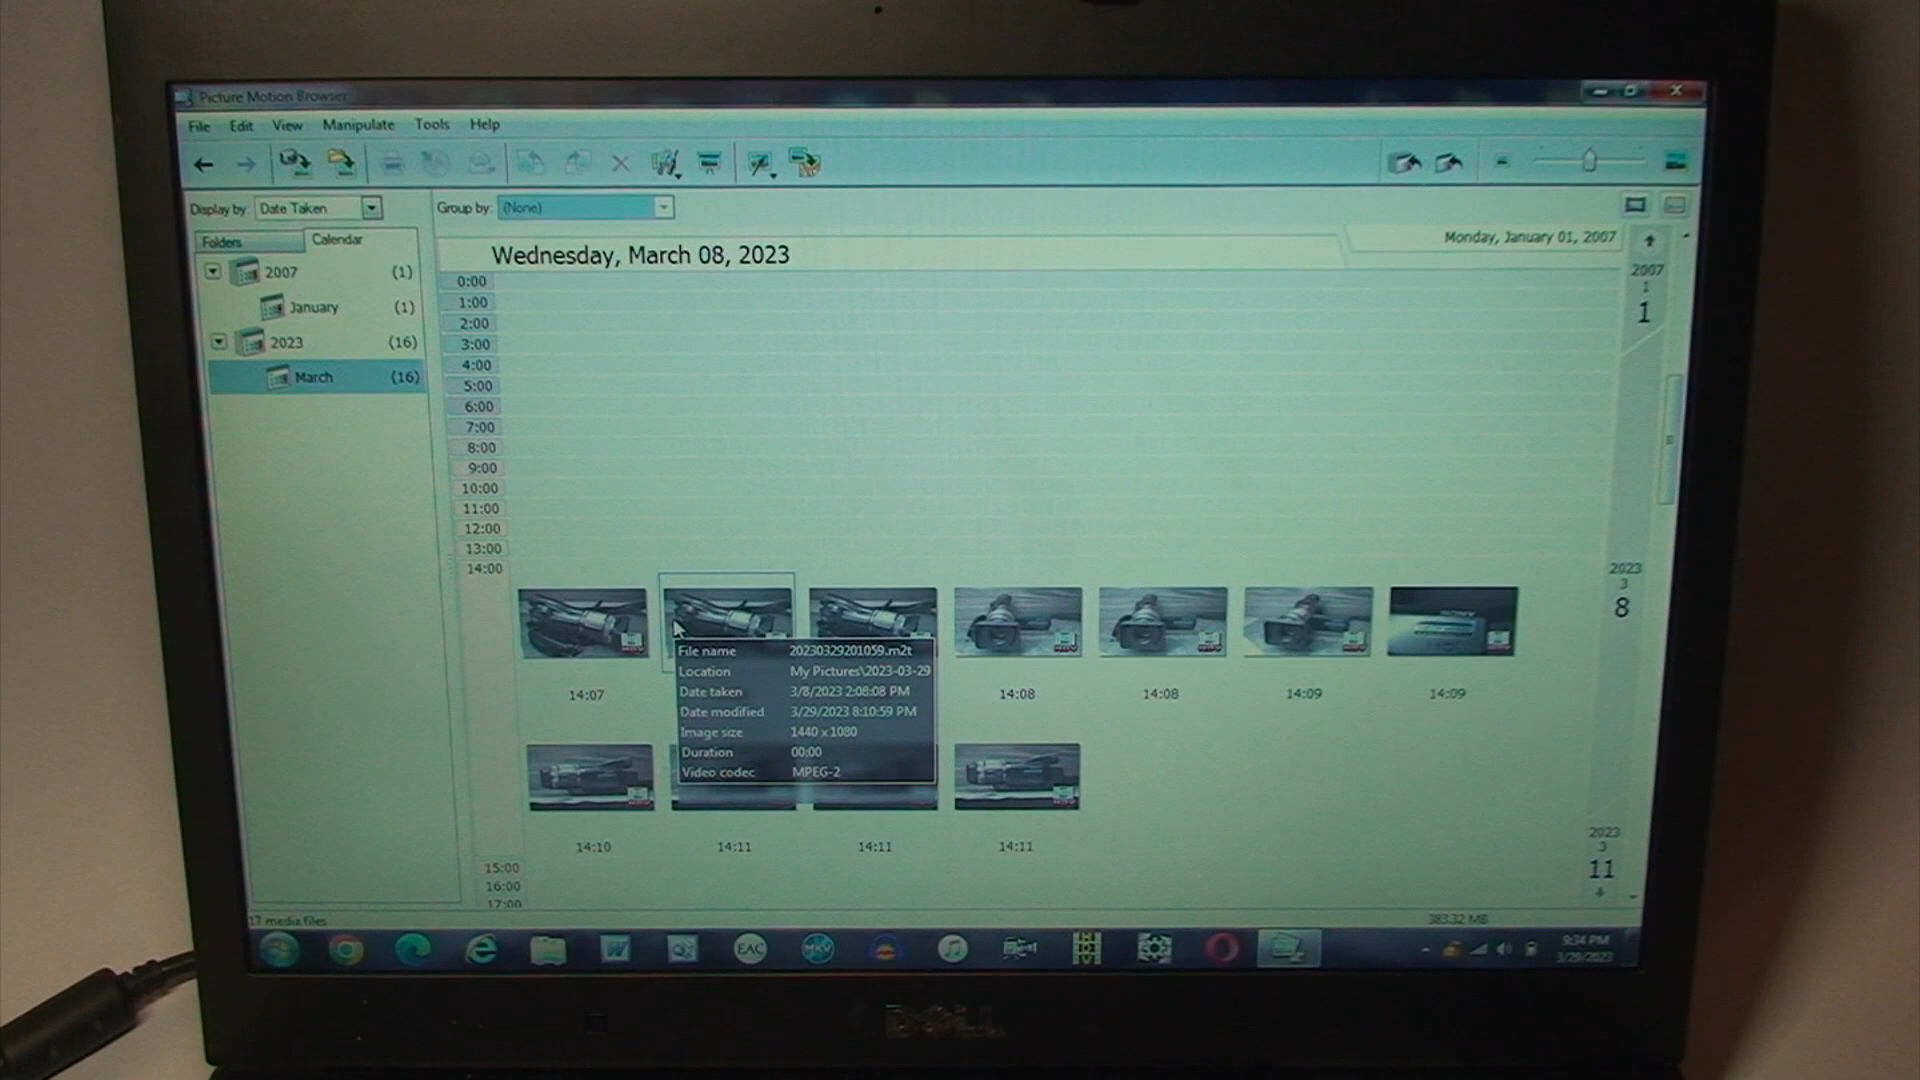 Picture Motion Browser
File Edit View Manipulate Tools Help
Display by: Date Taken
Group by: (None)
Folders Calendar
2007 (1)
January (1)
2023 (16)
March (16)
Wednesday, March 08, 2023
Monday, January 01, 2007
0:00
1:00
2:00
3:00
4:00
5:00
6:00
7:00
8:00
9:00
10:00
11:00
12:00
13:00
14:00
14:07
14:08
14:08
14:09
14:09
File name 20230329201059.m2t
Location My Pictures\2023-03-29
Date taken 3/8/2023 2:08:08 PM
Date modified 3/29/2023 8:10:59 PM
Image size 1440 x 1080
Duration 00:00
Video codec MPEG-2
14:10
14:11
14:11
14:11
15:00
16:00
17:00
2007
1
1
2023
3
8
2023
3
11
17 media files
383.32 MB
EAC
MKV
9:34 PM
3/29/2023
DELL